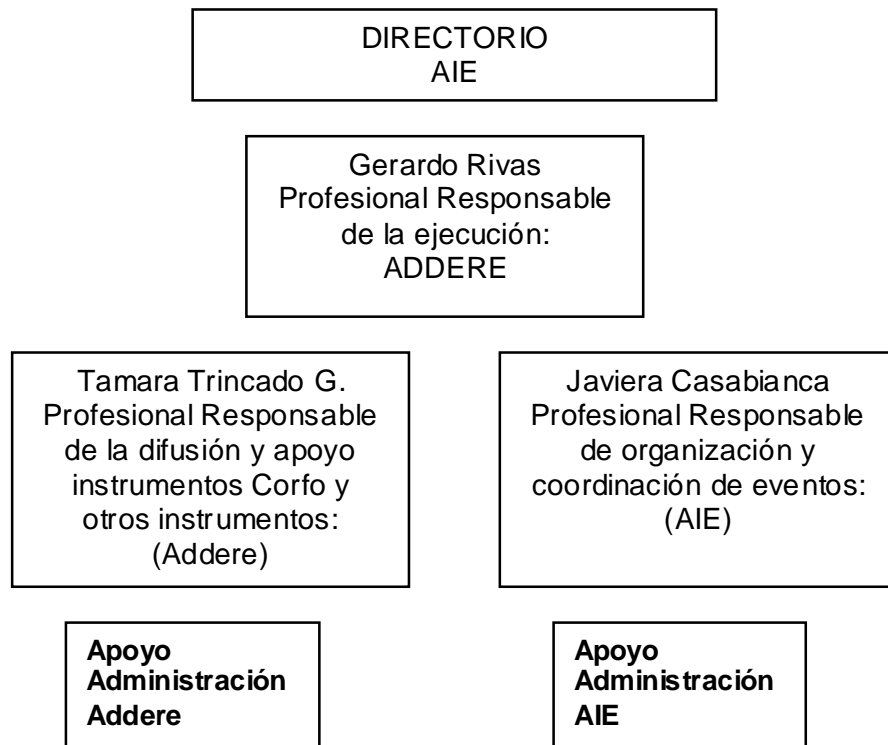 DIRECTORIO
AIE
Gerardo Rivas
Profesional Responsable
de la ejecución:
ADDERE
Tamara Trincado G.
Profesional Responsable
de la difusión y apoyo
instrumentos Corfo y
otros instrumentos:
(Addere)
Javiera Casabianca
Profesional Responsable
de organización y
coordinación de eventos:
(AIE)
Apoyo
Administración
Addere
Apoyo
Administración
AIE